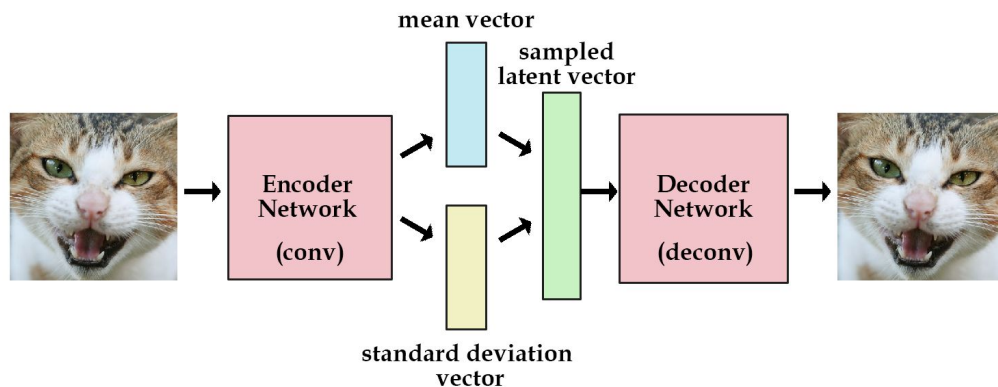 mean vector
sampled
latent vector
Encoder
Network
(conv)
Decoder
Network
(deconv)
standard deviation
vector